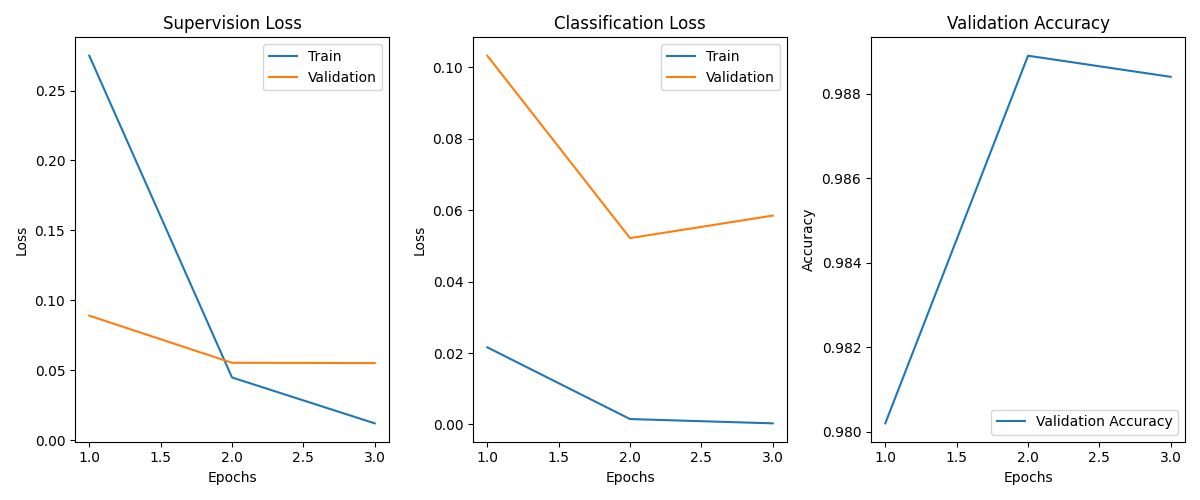 Supervision Loss
Train
Validation
Loss
0.25
0.20
0.15
0.10
0.05
0.00
1.0 1.5 2.0 2.5 3.0
Epochs
Classification Loss
Train
Validation
Loss
0.10
0.08
0.06
0.04
0.02
0.00
1.0 1.5 2.0 2.5 3.0
Epochs
Validation Accuracy
Accuracy
0.988
0.986
0.984
0.982
0.980
Validation Accuracy
1.0 1.5 2.0 2.5 3.0
Epochs